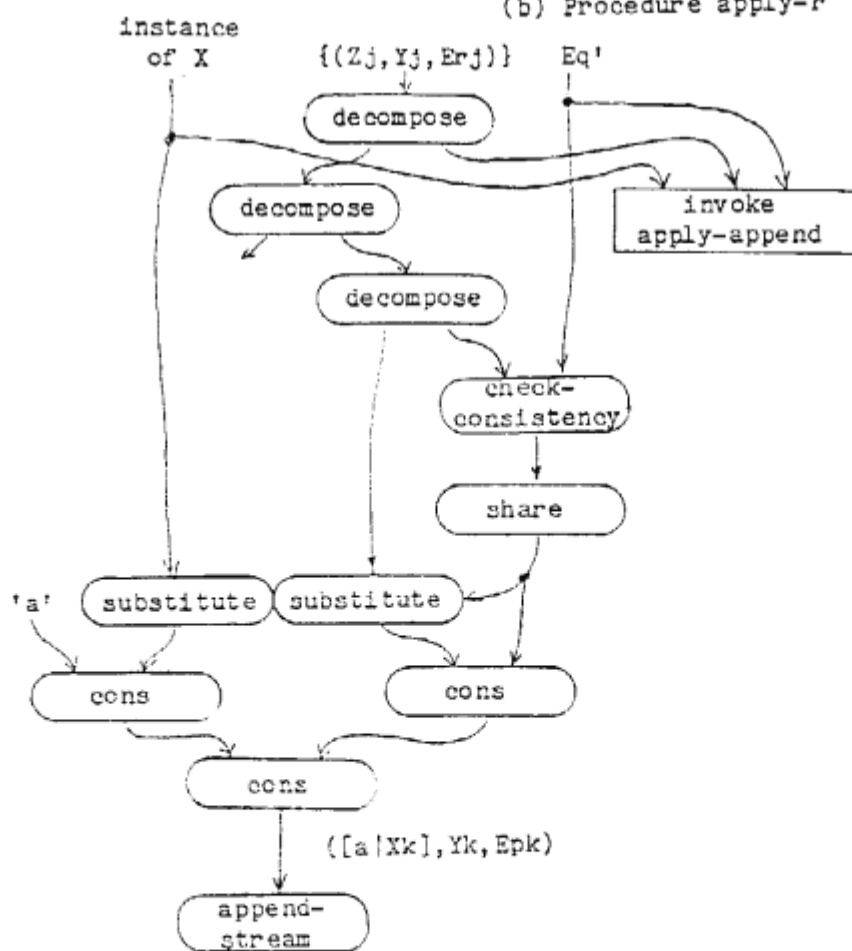 (b) Procedure apply-r
instance
of X
{(Zj,Yj,Erj)}
Eq'
decompose
decompose
invoke
apply-append
decompose
check-
consistency
share
'a'
substitute
substitute
cons
cons
cons
([a|Xk],Yk,Epk)
append-
stream